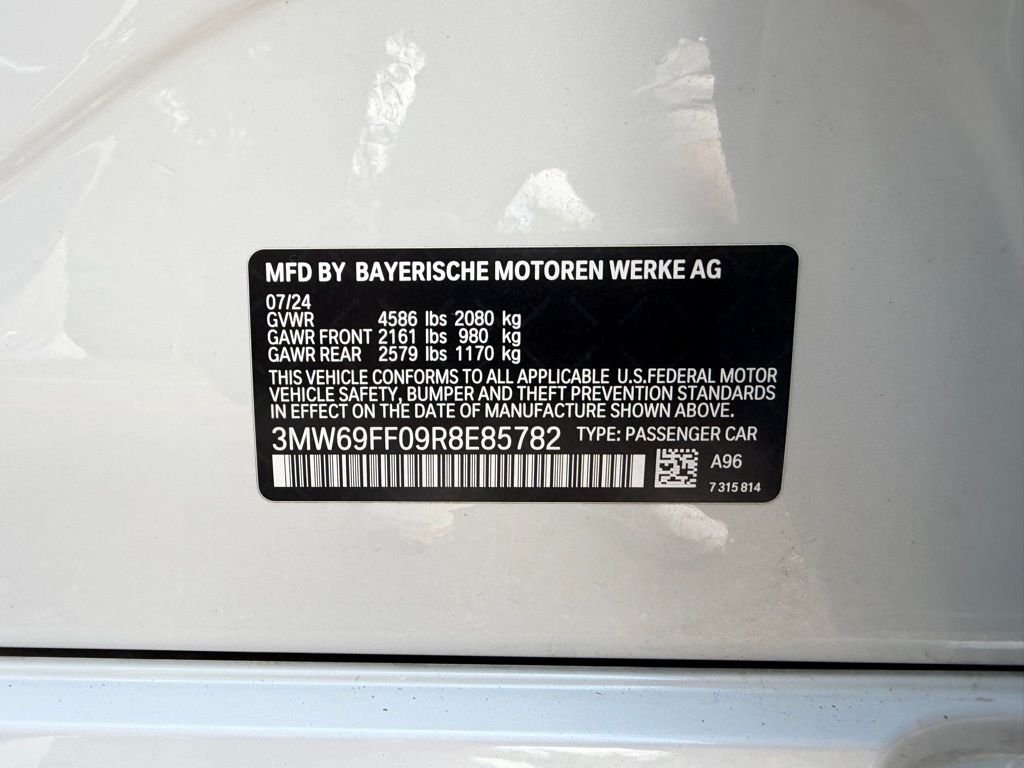 MFD BY BAYERISCHE MOTOREN WERKE AG
07/24
GVWR 4586 lbs 2080 kg
GAWR FRONT 2161 lbs 980 kg
GAWR REAR 2579 lbs 1170 kg
THIS VEHICLE CONFORMS TO ALL APPLICABLE U.S.FEDERAL MOTOR
VEHICLE SAFETY, BUMPER AND THEFT PREVENTION STANDARDS
IN EFFECT ON THE DATE OF MANUFACTURE SHOWN ABOVE.
3MW69FF09R8E85782 TYPE: PASSENGER CAR
A96
7 315 814